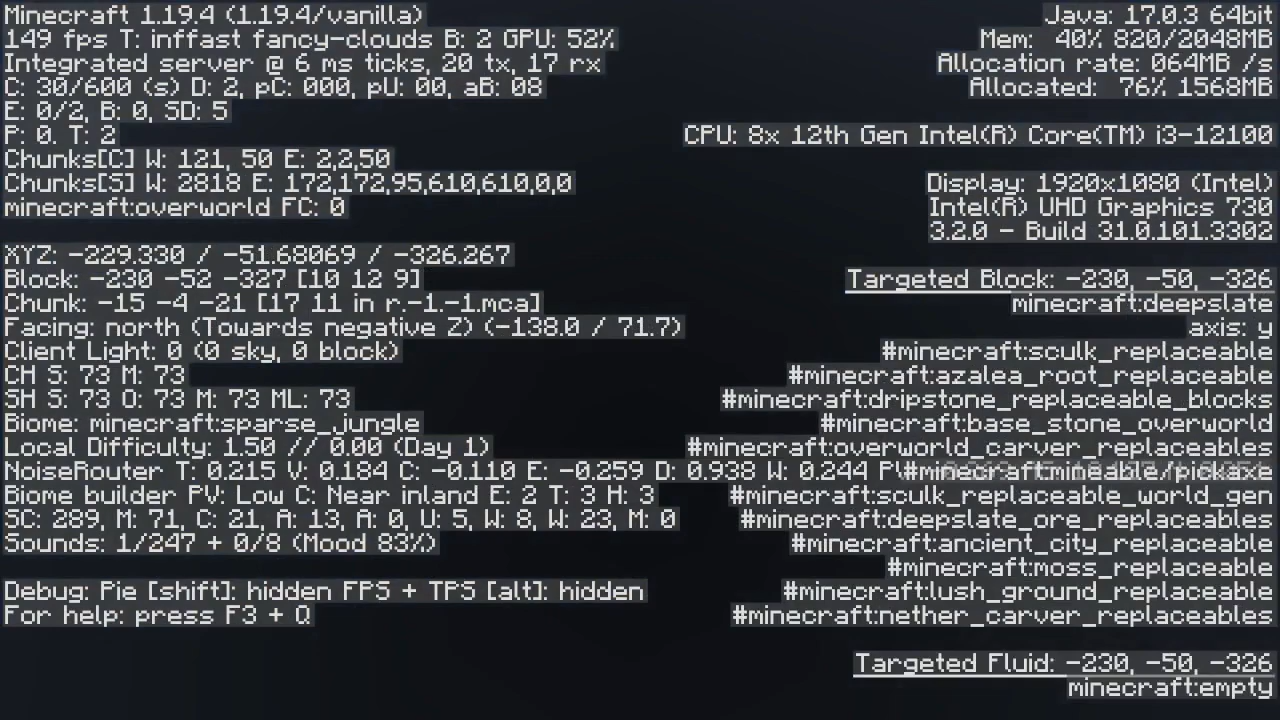 Minecraft 1.19.4 (1.19.4/vanilla)
149 fps T: inffast fancy-clouds B: 2 GPU: 52%
Integrated server @ 6 ms ticks, 20 tx, 17 rx
C: 30/600 (s) D: 2, pC: 000, pU: 00, aB: 08
E: 0/2, B: 0, SD: 5
P: 0. T: 2
Chunks[C] W: 121, 50 E: 2,2,50
Chunks[S] W: 2818 E: 172,172,95,610,610,0,0
minecraft:overworld FC: 0
XYZ: -229.330 / -51.68069 / -326.267
Block: -230 -52 -327 [10 12 9]
Chunk: -15 -4 -21 [17 11 in r.-1.-1.mca]
Facing: north (Towards negative Z) (-138.0 / 71.7)
Client Light: 0 (0 sky, 0 block)
CH S: 73 M: 73
SH S: 73 O: 73 M: 73 ML: 73
Biome: minecraft:sparse_jungle
Local Difficulty: 1.50 // 0.00 (Day 1)
NoiseRouter T: 0.215 V: 0.184 C: -0.110 E: -0.259 D: 0.938 W: 0.244
Biome builder PV: Low C: Near inland E: 2 T: 3 H: 3
SC: 289, M: 71, C: 21, A: 13, A: 0, U: 5, W: 8, W: 23, M: 0
Sounds: 1/247 + 0/8 (Mood 83%)
Debug: Pie [shift]: hidden FPS + TPS [alt]: hidden
For help: press F3 + Q
Java: 17.0.3 64bit
Mem: 40% 820/2048MB
Allocation rate: 064MB /s
Allocated: 76% 1568MB
CPU: 8x 12th Gen Intel(R) Core(TM) i3-12100
Display: 1920x1080 (Intel)
Intel(R) UHD Graphics 730
3.2.0 - Build 31.0.101.3302
Targeted Block: -230, -50, -326
minecraft:deepslate
axis: y
#minecraft:sculk_replaceable
#minecraft:azalea_root_replaceable
#minecraft:dripstone_replaceable_blocks
#minecraft:base_stone_overworld
#minecraft:overworld_carver_replaceables
#minecraft:sculk_replaceable_world_gen
#minecraft:deepslate_ore_replaceables
#minecraft:ancient_city_replaceable
#minecraft:moss_replaceable
#minecraft:lush_ground_replaceable
#minecraft:nether_carver_replaceables
Targeted Fluid: -230, -50, -326
minecraft:empty